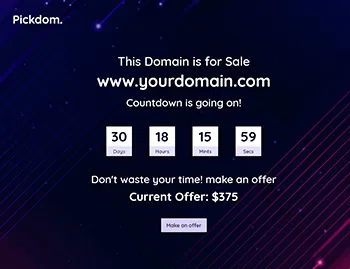 Pickdom.
This Domain is for Sale
www.yourdomain.com
Countdown is going on!
30 18 15 59
Days Hours Mints Secs
Don't waste your time! make an offer
Current Offer: $375
Make an offer